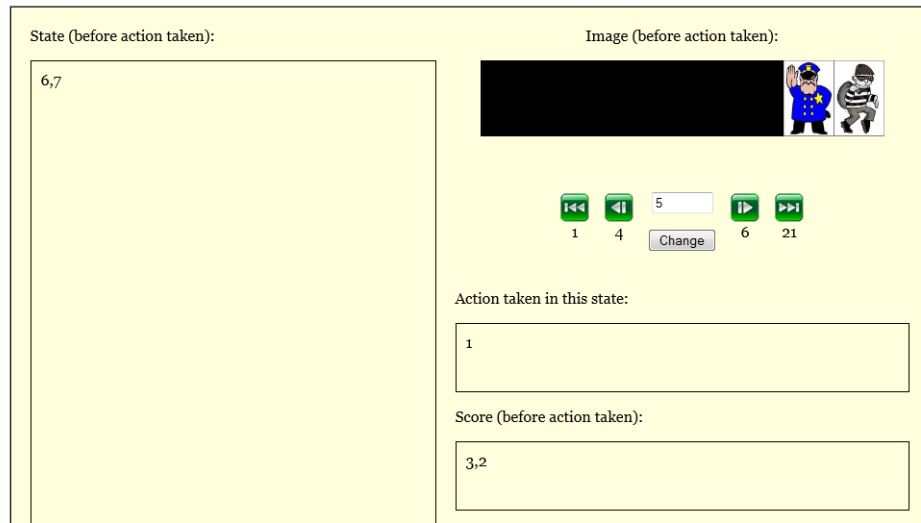 State (before action taken):
6,7
Image (before action taken):
5
1
4
Change
6
21
Action taken in this state:
1
Score (before action taken):
3,2